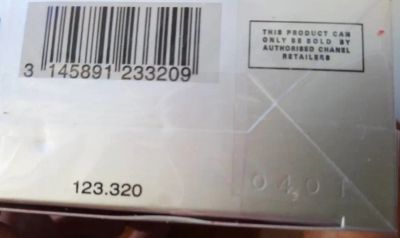 THIS PRODUCT CAN
ONLY BE SOLD BY
AUTHORISED CHANEL
RETAILERS
3 145891 233209
123.320
0401